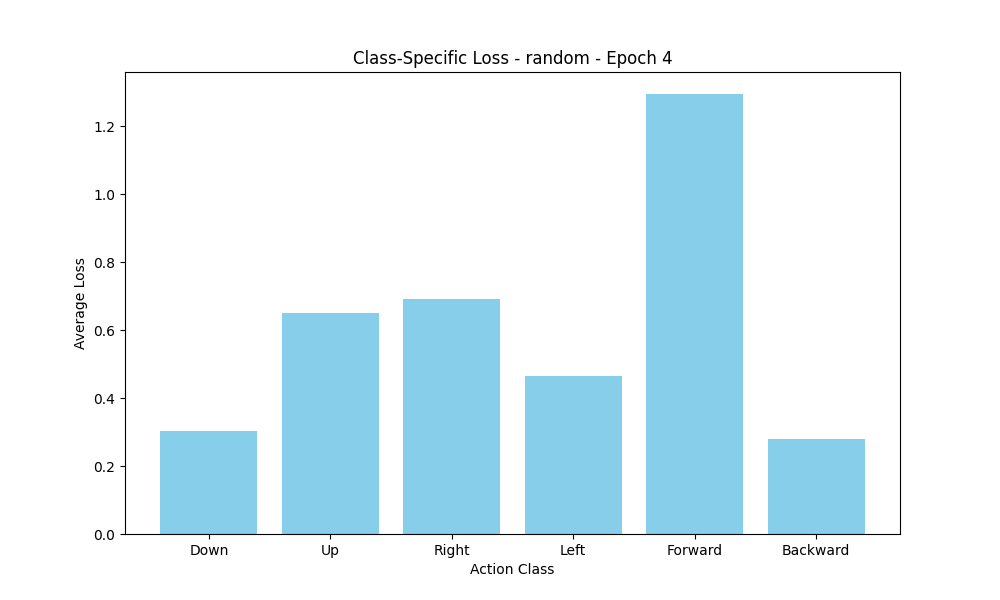 Class-Specific Loss - random - Epoch 4
Average Loss
1.2
1.0
0.8
0.6
0.4
0.2
0.0
Down Up Right Left Forward Backward
Action Class